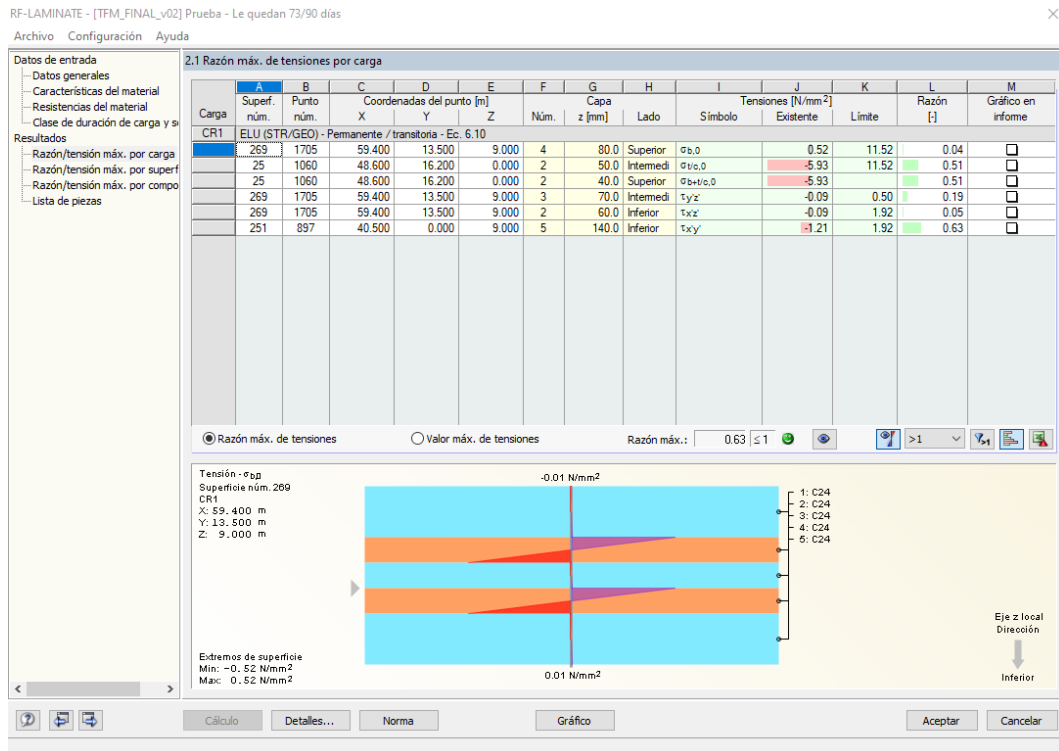 RF-LAMINATE - [TFM_FINAL_v02] Prueba - Le quedan 73/90 días
Archivo Configuración Ayuda
Datos de entrada
Datos generales
Características del material
Resistencias del material
Clase de duración de carga y se
Resultados
Razón/tensión máx. por carga
Razón/tensión máx. por superf
Razón/tensión máx. por compo
Lista de piezas
2.1 Razón máx. de tensiones por carga
A B C D E F G H I J K L M
Superf. Punto Coordenadas del punto [m] Capa Tensiones [N/mm²] Razón Gráfico en
Carga núm. núm. X Y Z Núm. z [mm] Lado Símbolo Existente Límite [-] informe
CR1 ELU (STR/GEO) - Permanente / transitoria - Ec. 6.10
269 1705 59.400 13.500 9.000 4 80.0 Superior σb,0 0.52 11.52 0.04
25 1060 48.600 16.200 0.000 2 50.0 Intermedi σt/c,0 -5.93 11.52 0.51
25 1060 48.600 16.200 0.000 2 40.0 Superior σb+t/c,0 -5.93 0.51
269 1705 59.400 13.500 9.000 3 70.0 Intermedi τy'z' -0.09 0.50 0.19
269 1705 59.400 13.500 9.000 2 60.0 Inferior τx'z' -0.09 1.92 0.05
251 897 40.500 0.000 9.000 5 140.0 Inferior τx'y' -1.21 1.92 0.63
Razón máx. de tensiones Valor máx. de tensiones Razón máx.: 0.63 ≤ 1 >1
Tensión - σb,0
Superficie núm. 269
CR1
X: 59.400 m
Y: 13.500 m
Z: 9.000 m
-0.01 N/mm²
1: C24
2: C24
3: C24
4: C24
5: C24
Extremos de superficie
Min: -0.52 N/mm²
Max: 0.52 N/mm²
0.01 N/mm²
Eje z local
Dirección
Inferior
Cálculo Detalles... Norma Gráfico Aceptar Cancelar